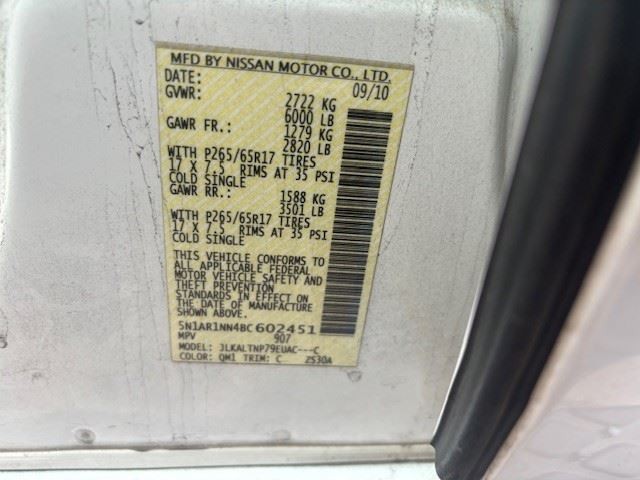 MFD BY NISSAN MOTOR CO., LTD.
DATE: 09/10
GVWR: 2722 KG
6000 LB
GAWR FR.: 1279 KG
2820 LB
WITH P265/65R17 TIRES
17 X 7.5 RIMS AT 35 PSI
COLD SINGLE
GAWR RR.: 1588 KG
3501 LB
WITH P265/65R17 TIRES
17 X 7.5 RIMS AT 35 PSI
COLD SINGLE
THIS VEHICLE CONFORMS TO
ALL APPLICABLE FEDERAL
MOTOR VEHICLE SAFETY AND
THEFT PREVENTION
STANDARDS IN EFFECT ON
THE DATE OF MANUFACTURE
SHOWN ABOVE.
5N1AR1NN4BC602451
MPV 907
MODEL: JLKALTNP79EUAC---C
COLOR: QM1 TRIM: C 2S30A